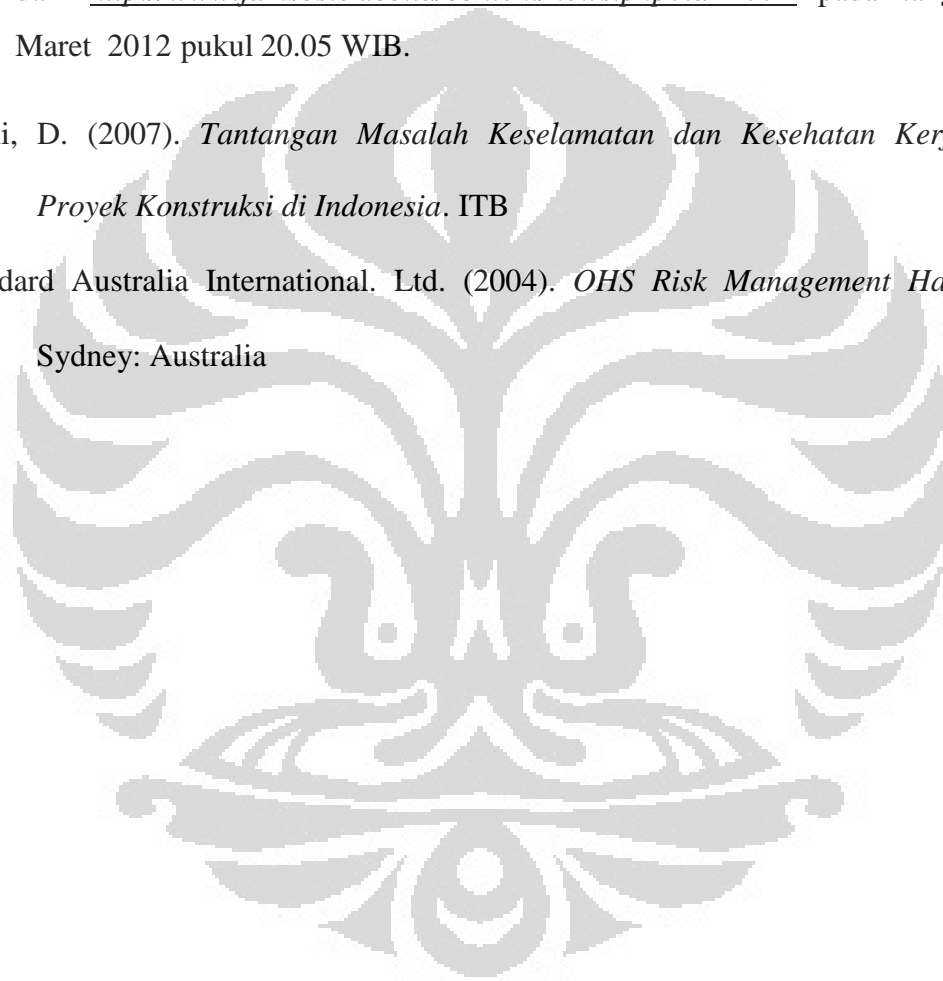 Maret 2012 pukul 20.05 WIB.
i, D. (2007). Tantangan Masalah Keselamatan dan Kesehatan Ker
Proyek Konstruksi di Indonesia. ITB
dard Australia International. Ltd. (2004). OHS Risk Management Ha
Sydney: Australia